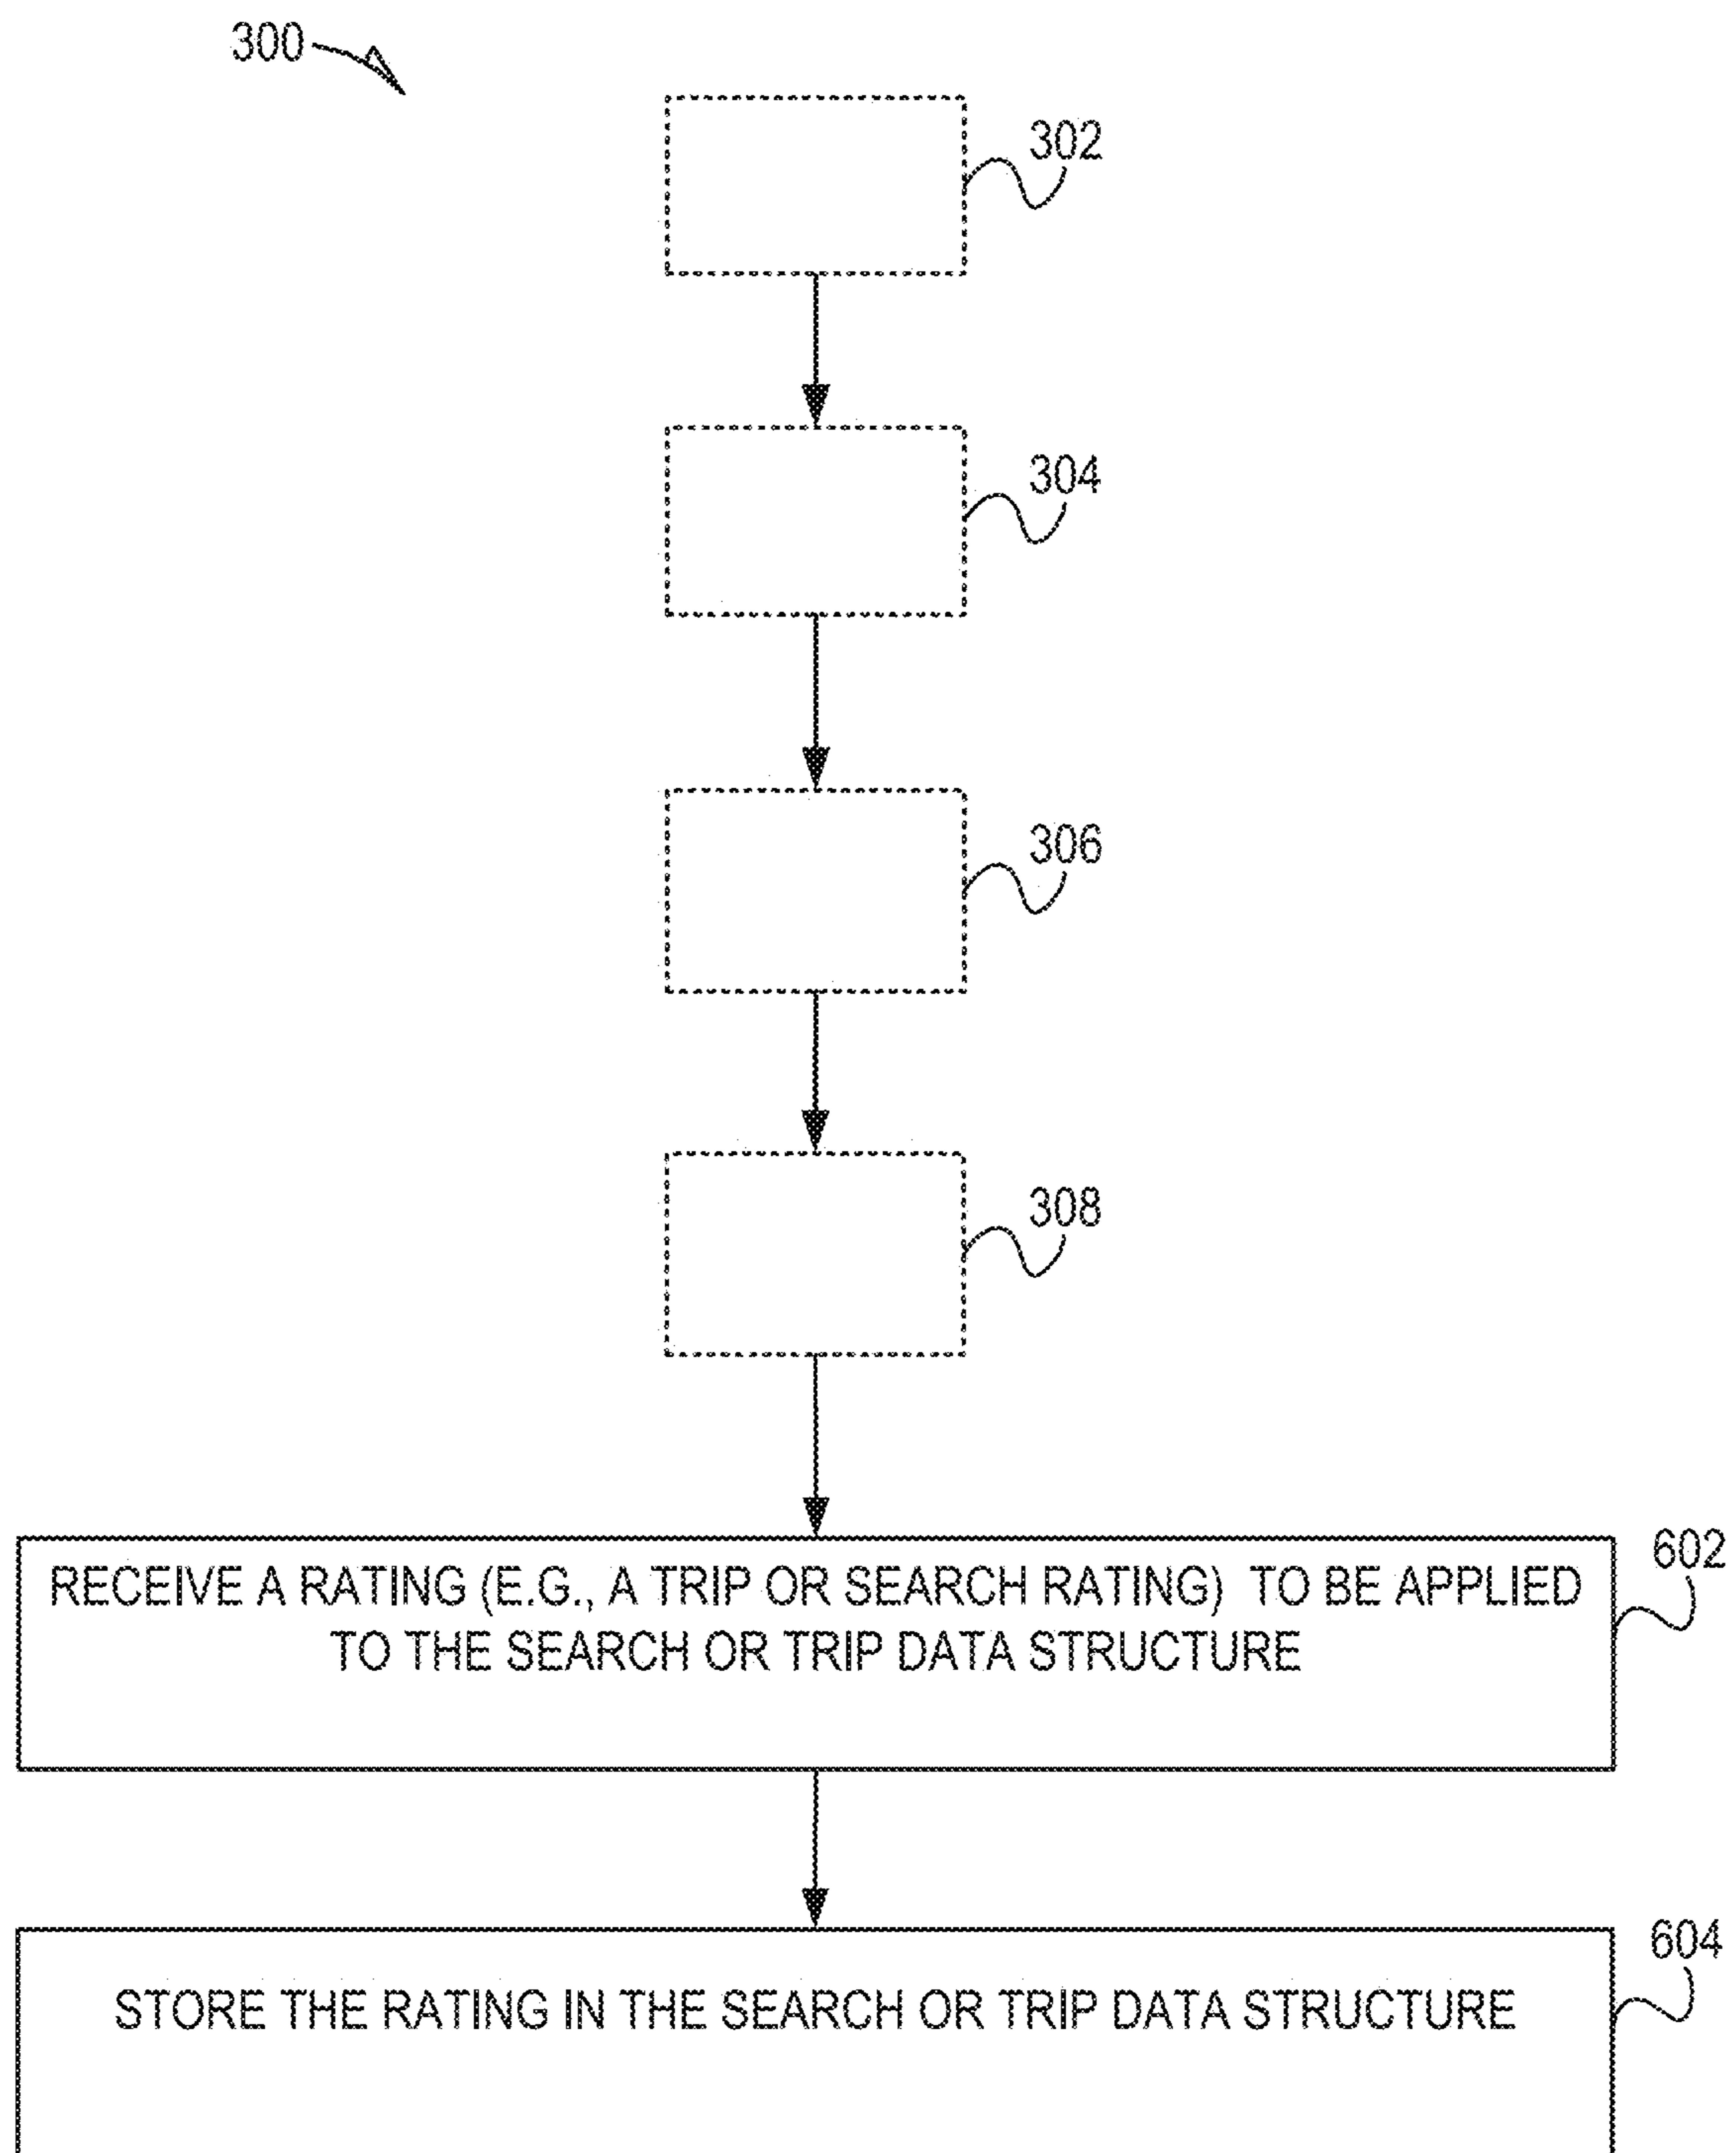 300
302
304
306
308
602
RECEIVE A RATING (E.G., A TRIP OR SEARCH RATING) TO BE APPLIED
TO THE SEARCH OR TRIP DATA STRUCTURE
604
STORE THE RATING IN THE SEARCH OR TRIP DATA STRUCTURE